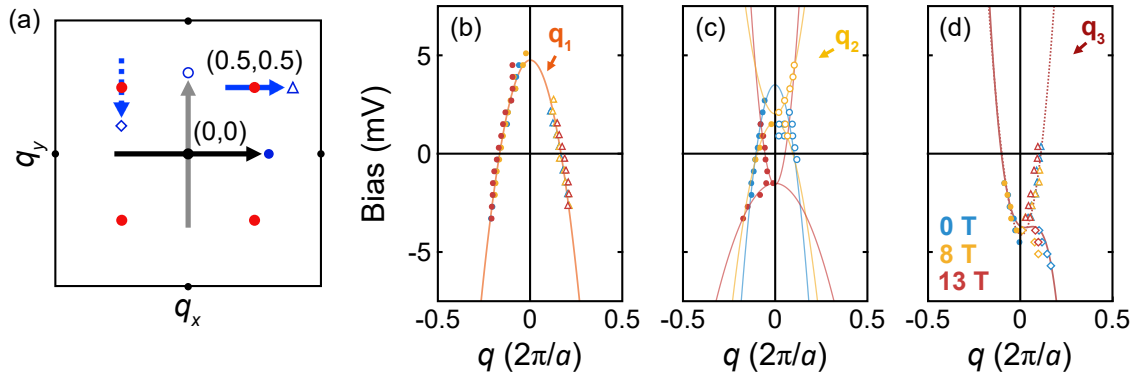 (a)
(0.5,0.5)
(0,0)
q_y
q_x
Bias (mV)
(b)
q_1
5
0
-5
-0.5
0
0.5
q (2π/a)
(c)
q_2
-0.5
0
0.5
q (2π/a)
(d)
q_3
0 T
8 T
13 T
-0.5
0
0.5
q (2π/a)